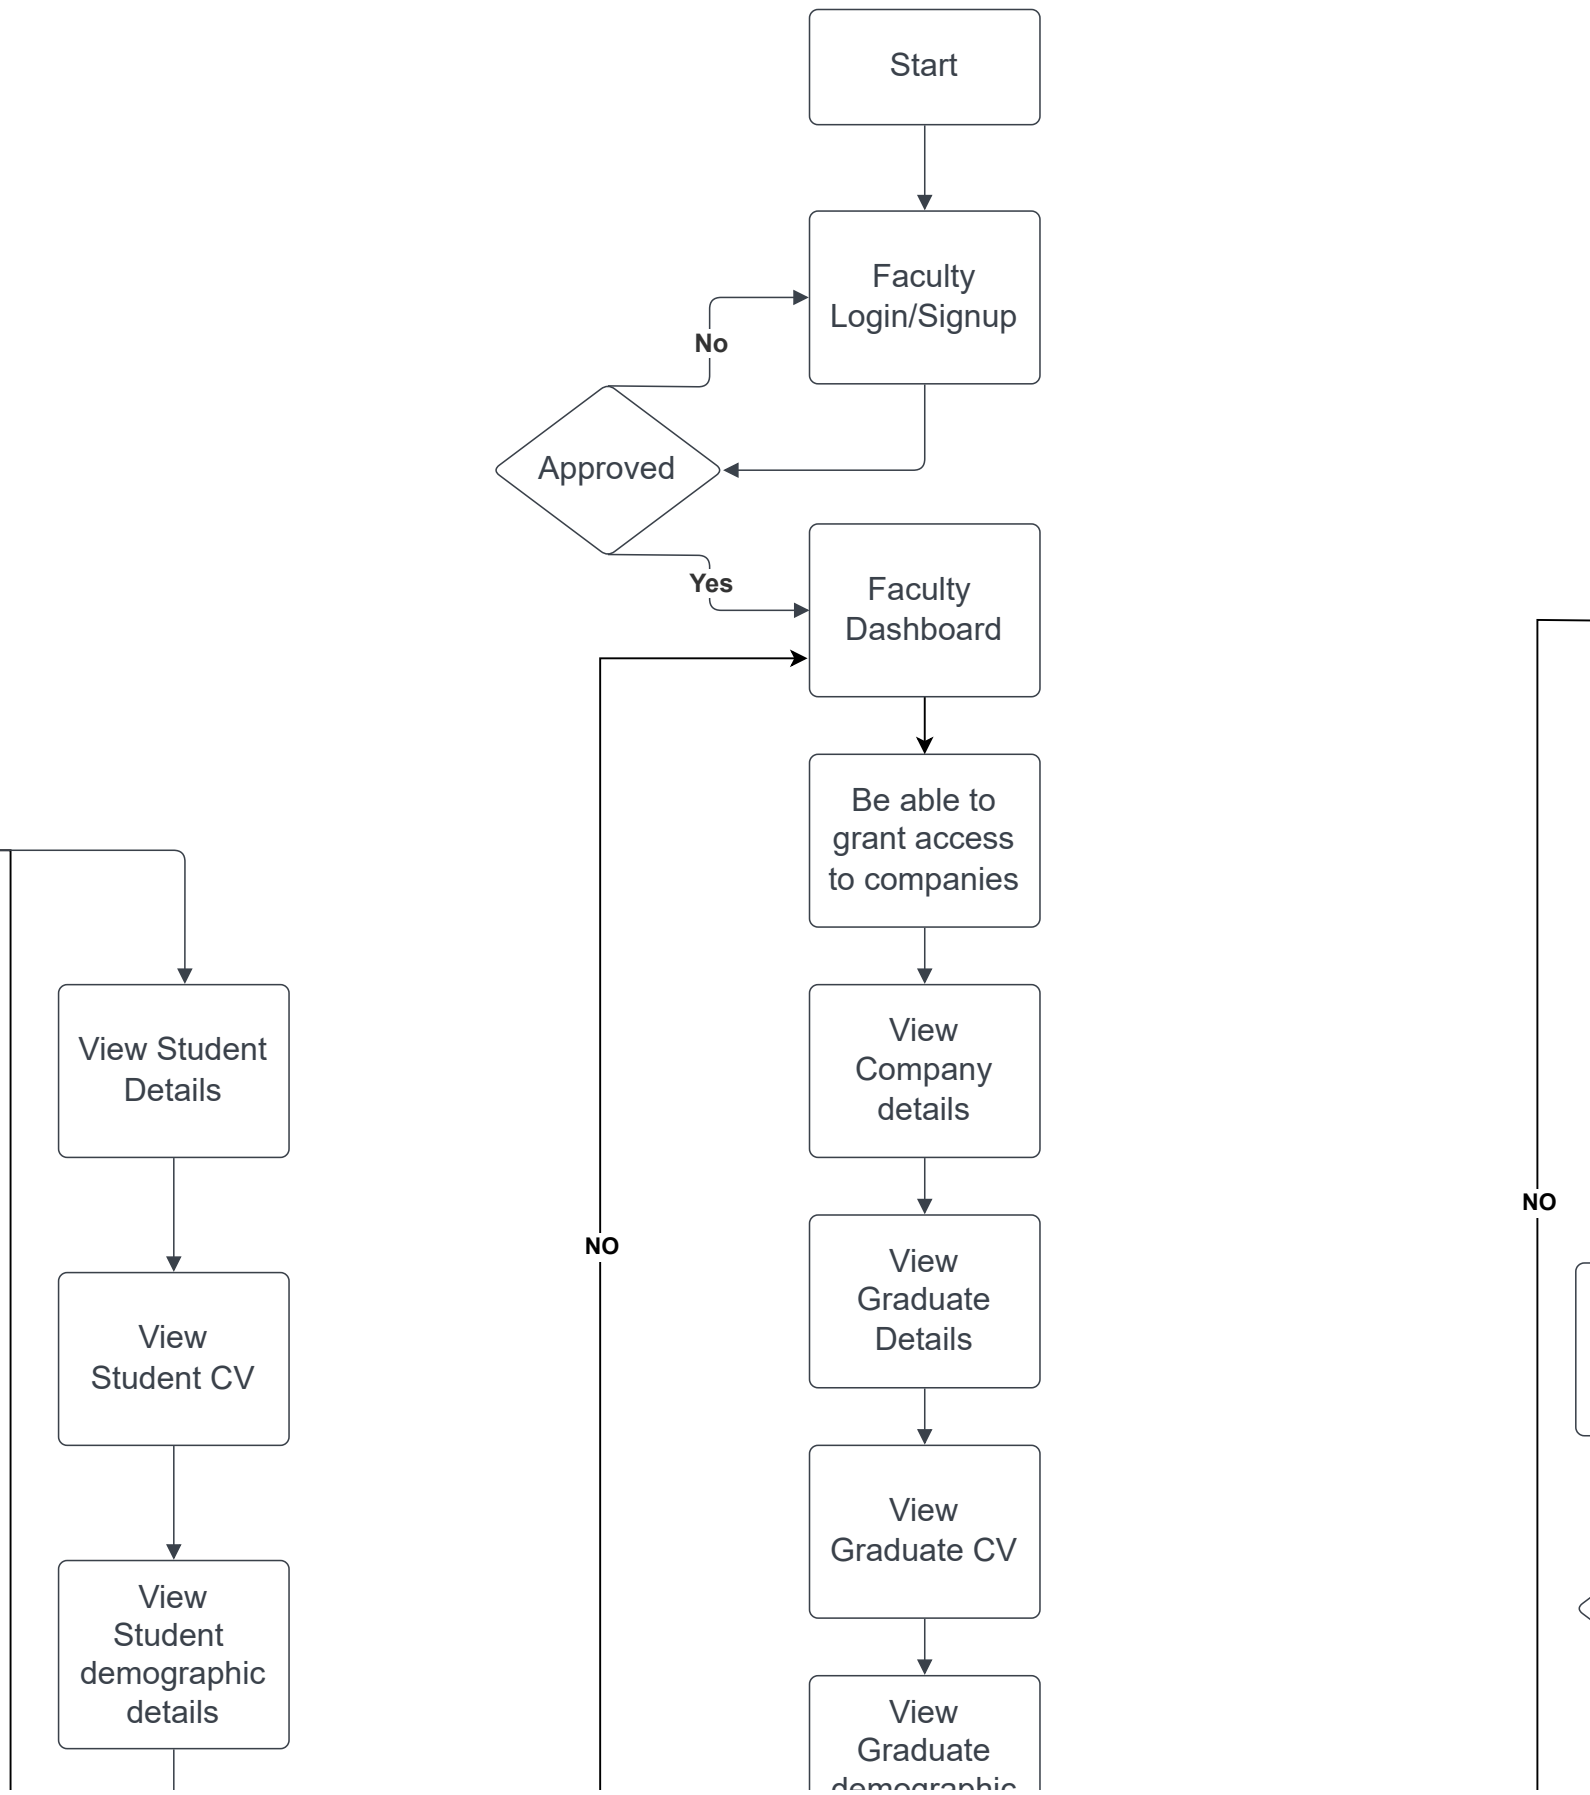 Start
Faculty
Login/Signup
No
Approved
Yes
Faculty
Dashboard
Be able to
grant access
to companies
View Student
Details
View
Student CV
View
Student
demographic
details
NO
View
Company
details
View
Graduate
Details
View
Graduate CV
View
Graduate
demographic
NO